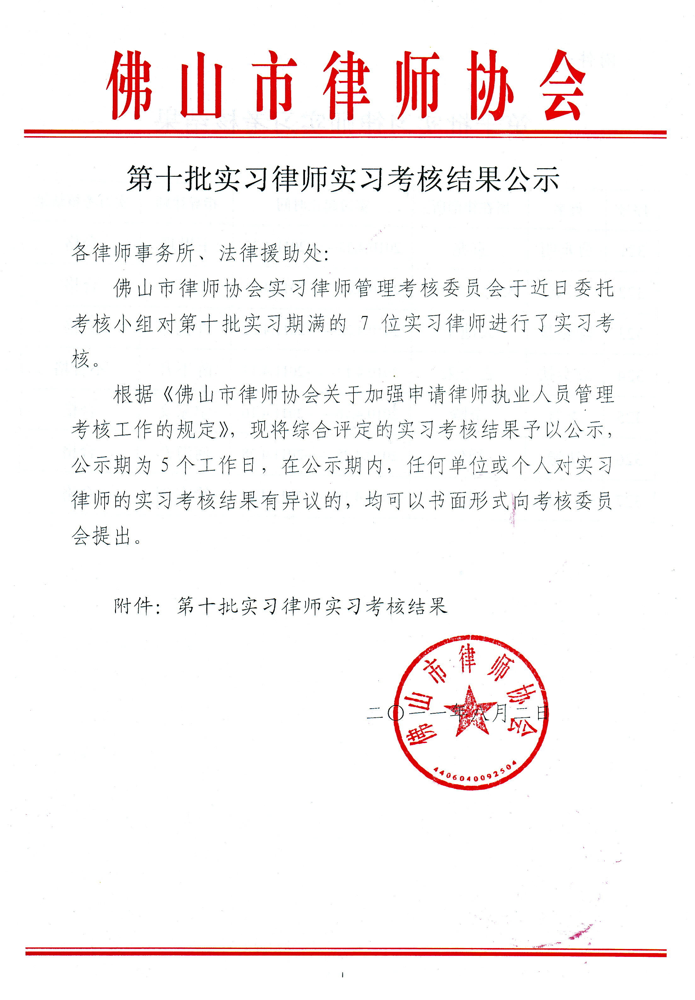 佛山市律师协会
第十批实习律师实习考核结果公示
各律师事务所、法律援助处：
佛山市律师协会实习律师管理考核委员会于近日委托
考核小组对第十批实习期满的 7 位实习律师进行了实习考
核。
根据《佛山市律师协会关于加强申请律师执业人员管理
考核工作的规定》，现将综合评定的实习考核结果予以公示，
公示期为 5 个工作日，在公示期内，任何单位或个人对实习
律师的实习考核结果有异议的，均可以书面形式向考核委员
会提出。
附件：第十批实习律师实习考核结果
佛山市律师协会
二〇一一年八月二日
4406040092504
1